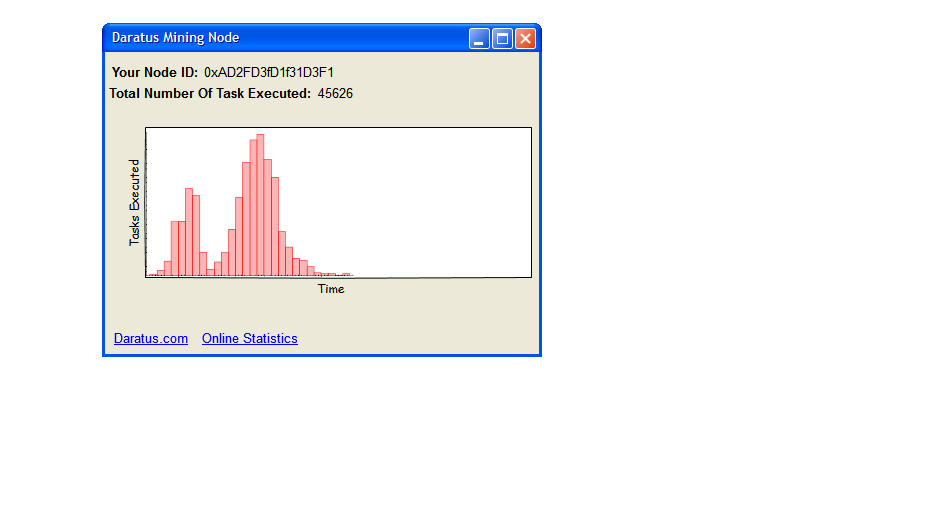 Daratus Mining Node
Your Node ID: 0xAD2FD3fD1f31D3F1
Total Number Of Task Executed: 45626
Tasks Executed
Time
Daratus.com Online Statistics